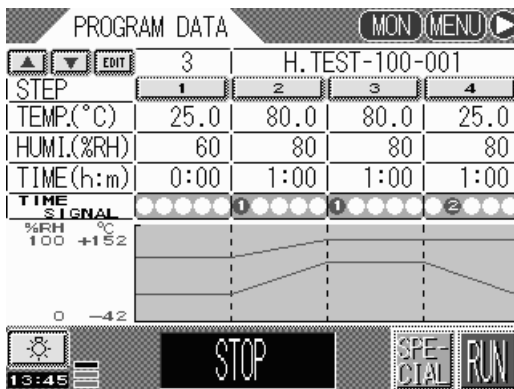 PROGRAM DATA MON MENU
EDIT 3 H.TEST-100-001
STEP 1 2 3 4
TEMP.(°C) 25.0 80.0 80.0 25.0
HUMI.(%RH) 60 80 80 80
TIME(h:m) 0:00 1:00 1:00 1:00
TIME
SIGNAL 1 1 2
%RH °C
100 +152
0 -42
STOP
SPE-
CIAL
RUN
13:45